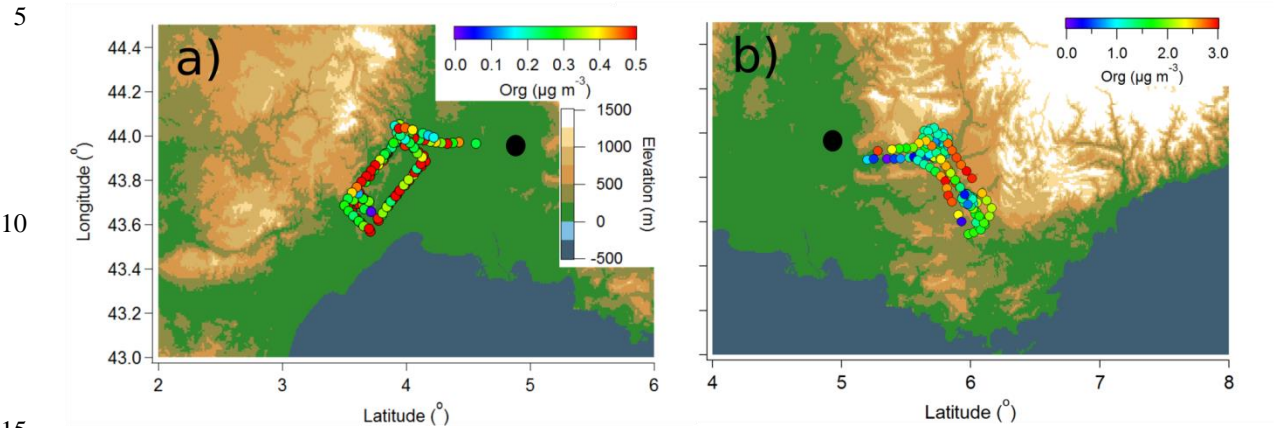 5
10
15
a)
0.0 0.1 0.2 0.3 0.4 0.5
Org (µg m⁻³)
44.4
44.2
44.0
43.8
43.6
43.4
43.2
43.0
Longitude (°)
1500
1000
500
0
-500
Elevation (m)
2 3 4 5 6
Latitude (°)
b)
0.0 1.0 2.0 3.0
Org (µg m⁻³)
4 5 6 7 8
Latitude (°)